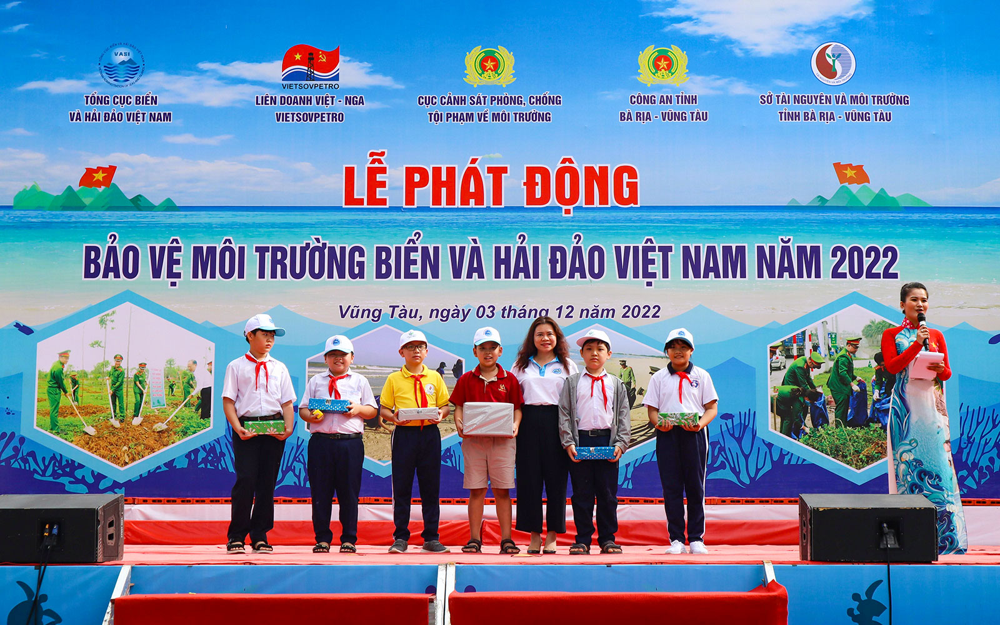 VASI
VIETSOVPETRO
TỔNG CỤC BIỂN
VÀ HẢI ĐẢO VIỆT NAM
LIÊN DOANH VIỆT - NGA
VIETSOVPETRO
CỤC CẢNH SÁT PHÒNG, CHỐNG
TỘI PHẠM VỀ MÔI TRƯỜNG
CÔNG AN TỈNH
BÀ RỊA - VŨNG TÀU
SỞ TÀI NGUYÊN VÀ MÔI TRƯỜNG
TỈNH BÀ RỊA - VŨNG TÀU
LỄ PHÁT ĐỘNG
BẢO VỆ MÔI TRƯỜNG BIỂN VÀ HẢI ĐẢO VIỆT NAM NĂM 2022
Vũng Tàu, ngày 03 tháng 12 năm 2022